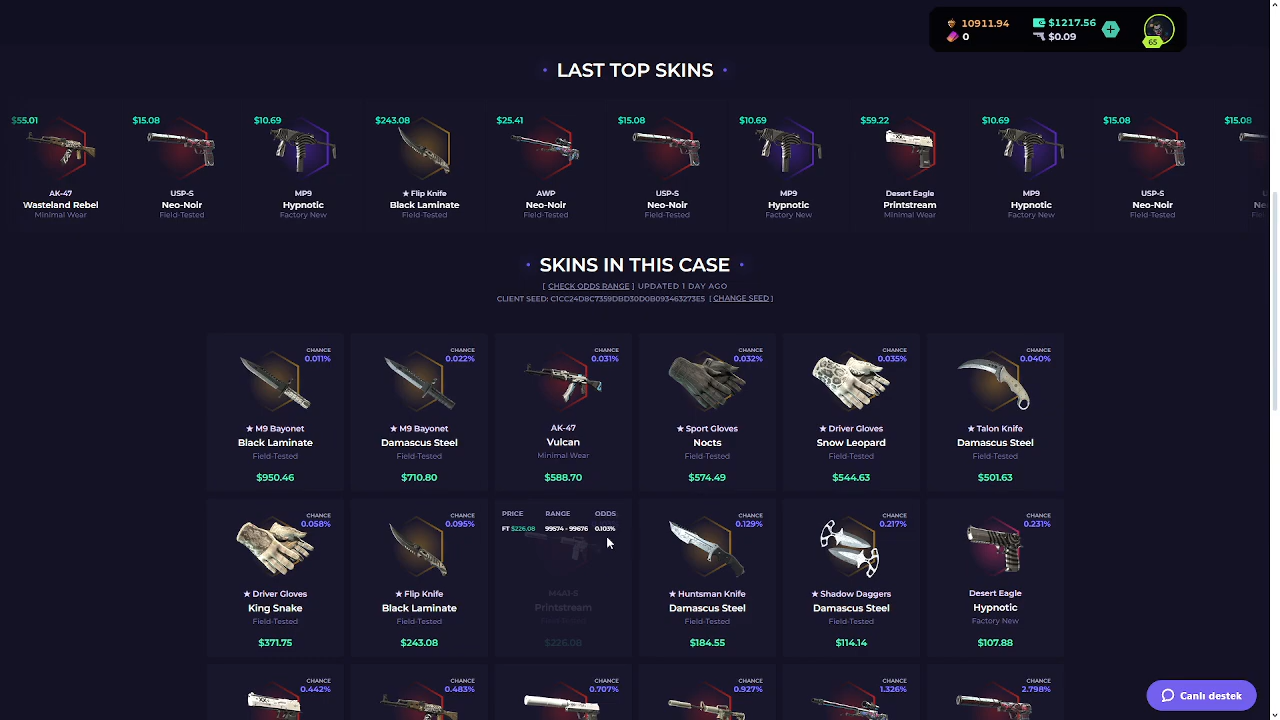 10911.94
$1217.56
0
$0.09
65
LAST TOP SKINS
$55.01
$15.08
$10.69
$243.08
$25.41
$15.08
$10.69
$59.22
$10.69
$15.08
$15.08
AK-47
USP-S
MP9
★ Flip Knife
AWP
USP-S
MP9
Desert Eagle
MP9
USP-S
Wasteland Rebel
Neo-Noir
Hypnotic
Black Laminate
Neo-Noir
Neo-Noir
Hypnotic
Printstream
Hypnotic
Neo-Noir
Minimal Wear
Field-Tested
Factory New
Field-Tested
Field-Tested
Field-Tested
Factory New
Minimal Wear
Factory New
Field-Tested
SKINS IN THIS CASE
[ CHECK ODDS RANGE ] UPDATED 1 DAY AGO
CLIENT SEED: C1CC24D8C7359DBD30D0B093463273E5 [ CHANGE SEED ]
CHANCE
0.011%
★ M9 Bayonet
Black Laminate
Field-Tested
$950.46
CHANCE
0.022%
★ M9 Bayonet
Damascus Steel
Field-Tested
$710.80
CHANCE
0.031%
AK-47
Vulcan
Minimal Wear
$588.70
CHANCE
0.032%
★ Sport Gloves
Nocts
Field-Tested
$574.49
CHANCE
0.035%
★ Driver Gloves
Snow Leopard
Field-Tested
$544.63
CHANCE
0.040%
★ Talon Knife
Damascus Steel
Field-Tested
$501.63
CHANCE
0.058%
★ Driver Gloves
King Snake
Field-Tested
$371.75
CHANCE
0.095%
★ Flip Knife
Black Laminate
Field-Tested
$243.08
PRICE RANGE ODDS
FT $226.08 99574 - 99676 0.103%
M4A1-S
Printstream
Field-Tested
$226.08
CHANCE
0.129%
★ Huntsman Knife
Damascus Steel
Field-Tested
$184.55
CHANCE
0.217%
★ Shadow Daggers
Damascus Steel
Field-Tested
$114.14
CHANCE
0.231%
Desert Eagle
Hypnotic
Factory New
$107.88
CHANCE
0.442%
CHANCE
0.483%
CHANCE
0.707%
CHANCE
0.927%
CHANCE
1.326%
CHANCE
2.798%
Canlı destek